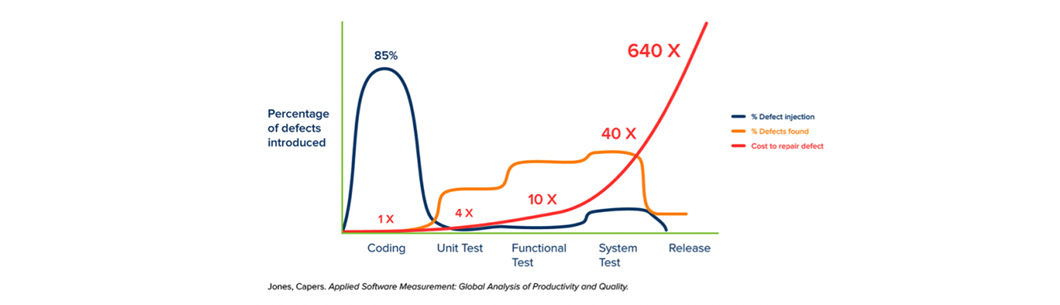 640 X
85%
Percentage
of defects
introduced
% Defect injection
% Defects found
Cost to repair defect
40 X
10 X
4 X
1 X
Coding
Unit Test
Functional
Test
System
Test
Release
Jones, Capers. Applied Software Measurement: Global Analysis of Productivity and Quality.